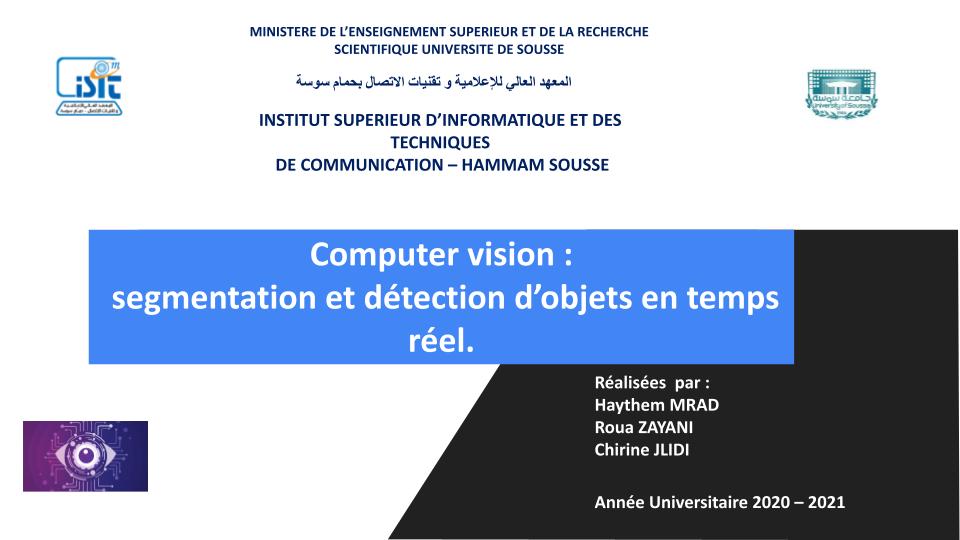 MINISTERE DE L’ENSEIGNEMENT SUPERIEUR ET DE LA RECHERCHE
SCIENTIFIQUE UNIVERSITE DE SOUSSE
المعهد العالي للإعلامية و تقنيات الاتصال بحمام سوسة
isitc
جامعة سوسة
University of Sousse
INSTITUT SUPERIEUR D’INFORMATIQUE ET DES
TECHNIQUES
DE COMMUNICATION – HAMMAM SOUSSE
Computer vision :
segmentation et détection d’objets en temps
réel.
Réalisées  par :
Haythem MRAD
Roua ZAYANI
Chirine JLIDI
Année Universitaire 2020 – 2021